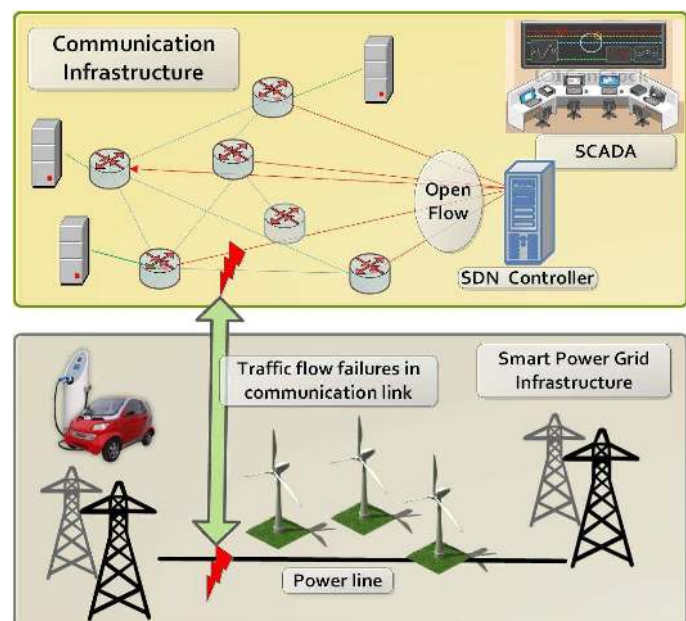 Communication
Infrastructure
SCADA
Open
Flow
SDN Controller
Traffic flow failures in
communication link
Smart Power Grid
Infrastructure
Power line